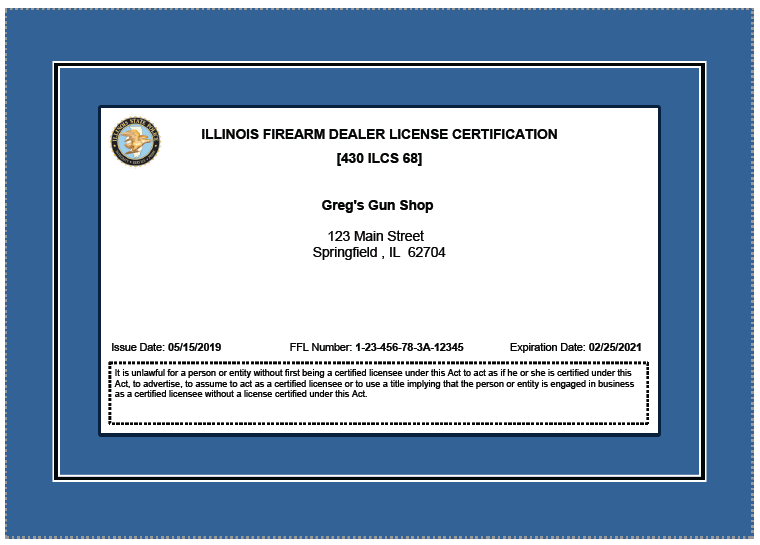 ILLINOIS STATE POLICE
ILLINOIS FIREARM DEALER LICENSE CERTIFICATION
[430 ILCS 68]
Greg's Gun Shop
123 Main Street
Springfield , IL  62704
Issue Date: 05/15/2019 FFL Number: 1-23-456-78-3A-12345 Expiration Date: 02/25/2021
It is unlawful for a person or entity without first being a certified licensee under this Act to act as if he or she is certified under this
Act, to advertise, to assume to act as a certified licensee or to use a title implying that the person or entity is engaged in business
as a certified licensee without a license certified under this Act.